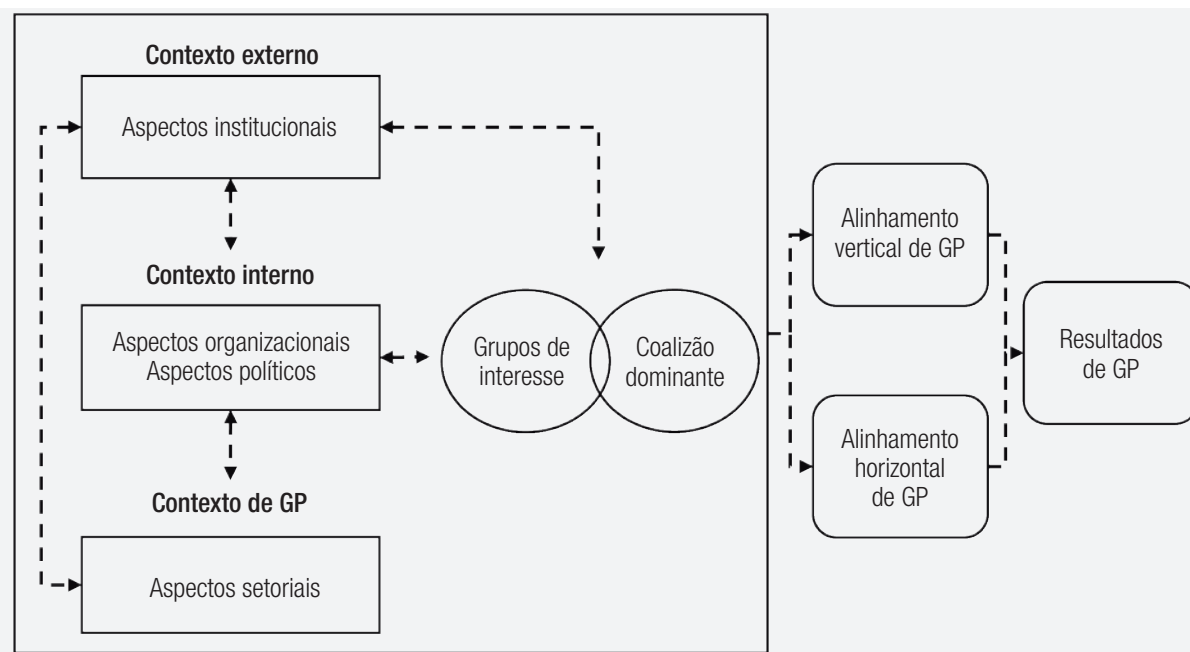 Contexto externo
Aspectos institucionais
Contexto interno
Aspectos organizacionais
Aspectos políticos
Contexto de GP
Aspectos setoriais
Grupos de
interesse
Coalizão
dominante
Alinhamento
vertical de GP
Alinhamento
horizontal
de GP
Resultados
de GP